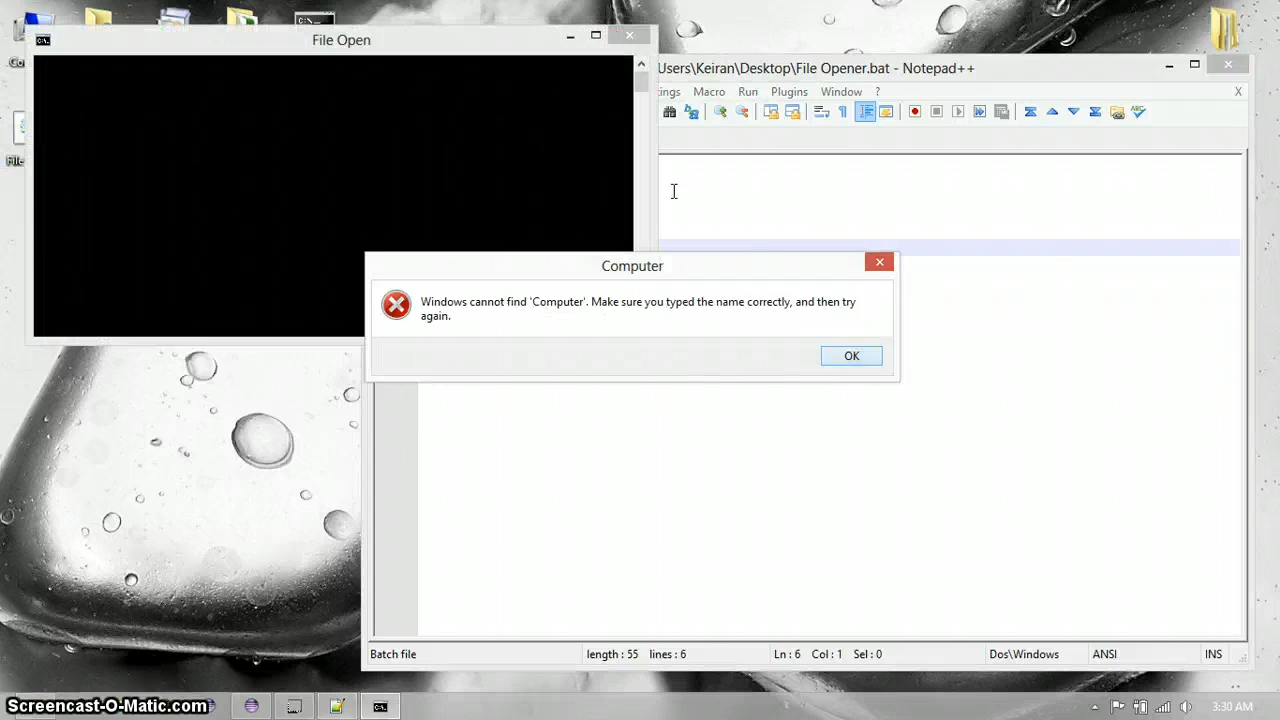 File Open
Users\Keiran\Desktop\File Opener.bat - Notepad++
Macro Run Plugins Window ? X
Computer
Windows cannot find 'Computer'. Make sure you typed the name correctly, and then try
again.
OK
Batch file length : 55 lines : 6 Ln : 6 Col : 1 Sel : 0 Dos\Windows ANSI INS
Screencast-O-Matic.com
3:30 AM